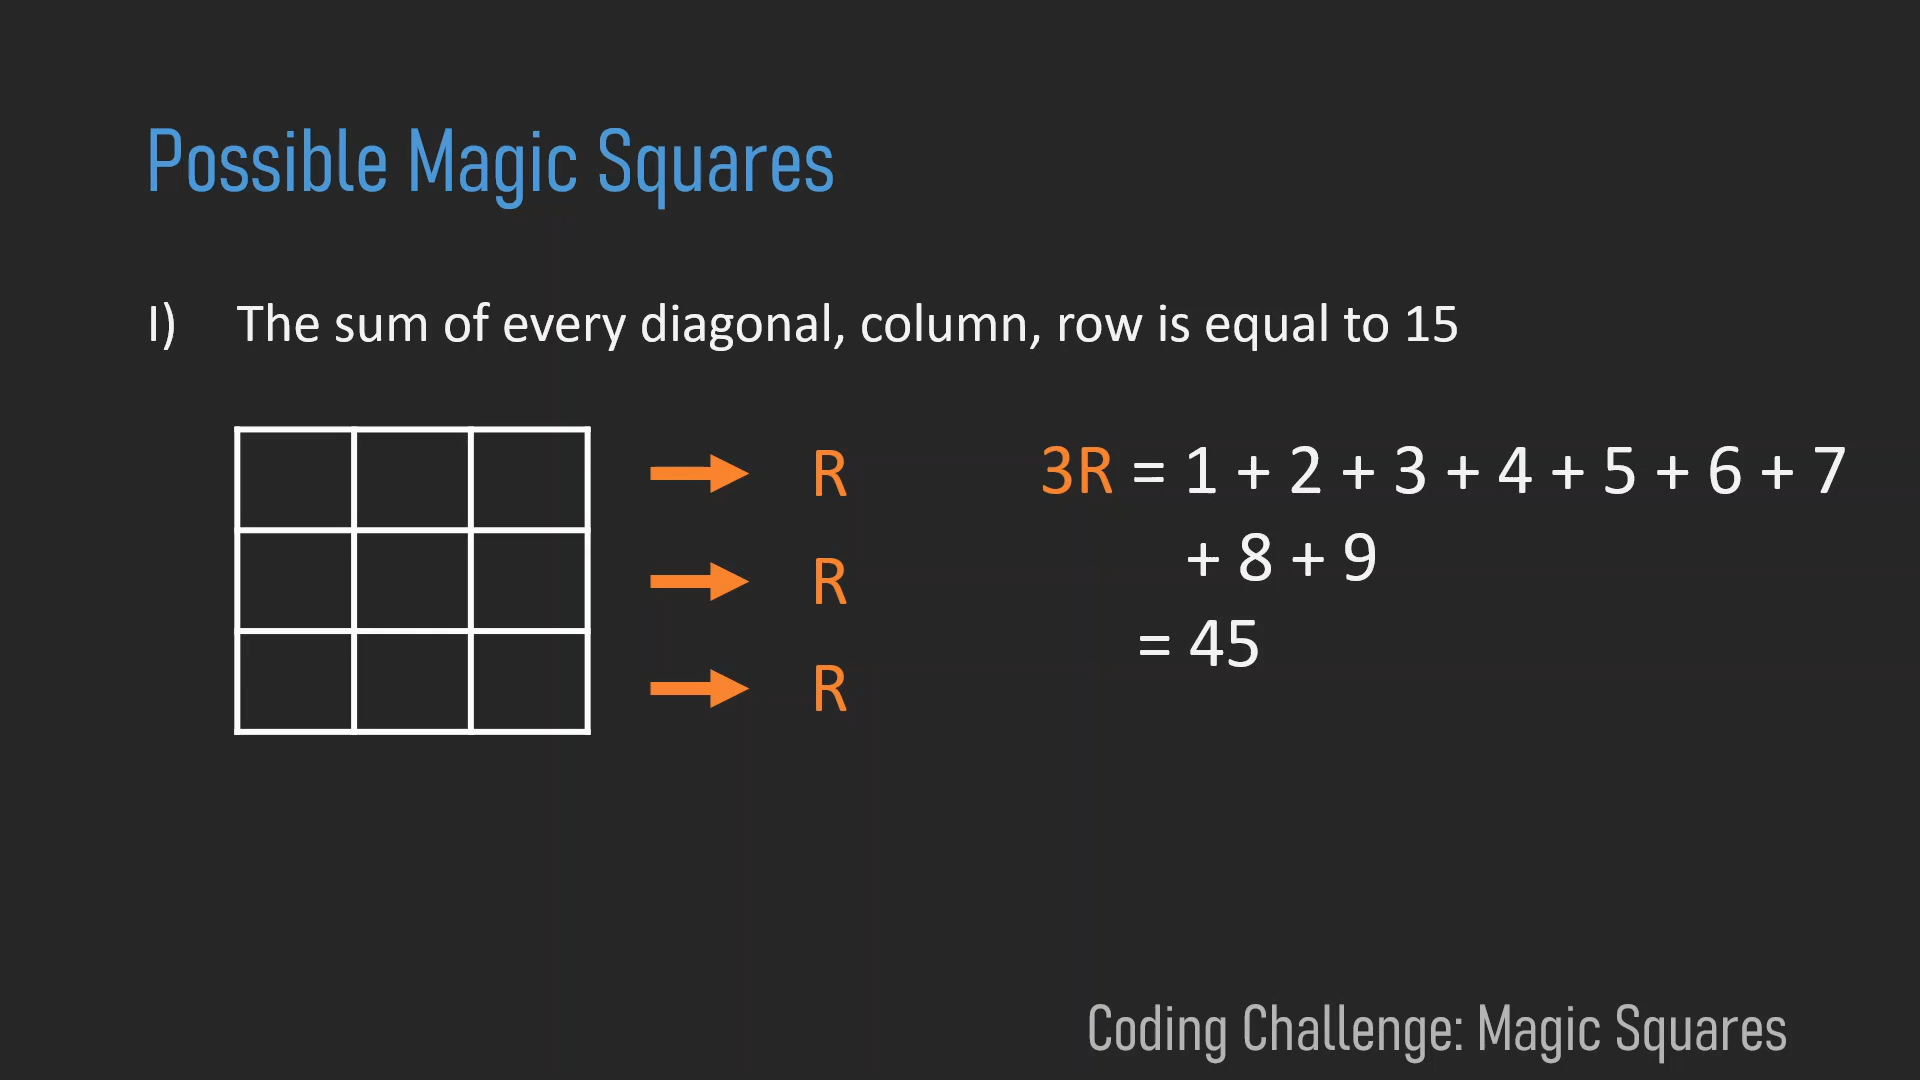 Possible Magic Squares
I) The sum of every diagonal, column, row is equal to 15
R
3R = 1 + 2 + 3 + 4 + 5 + 6 + 7
+ 8 + 9
R
= 45
R
Coding Challenge: Magic Squares